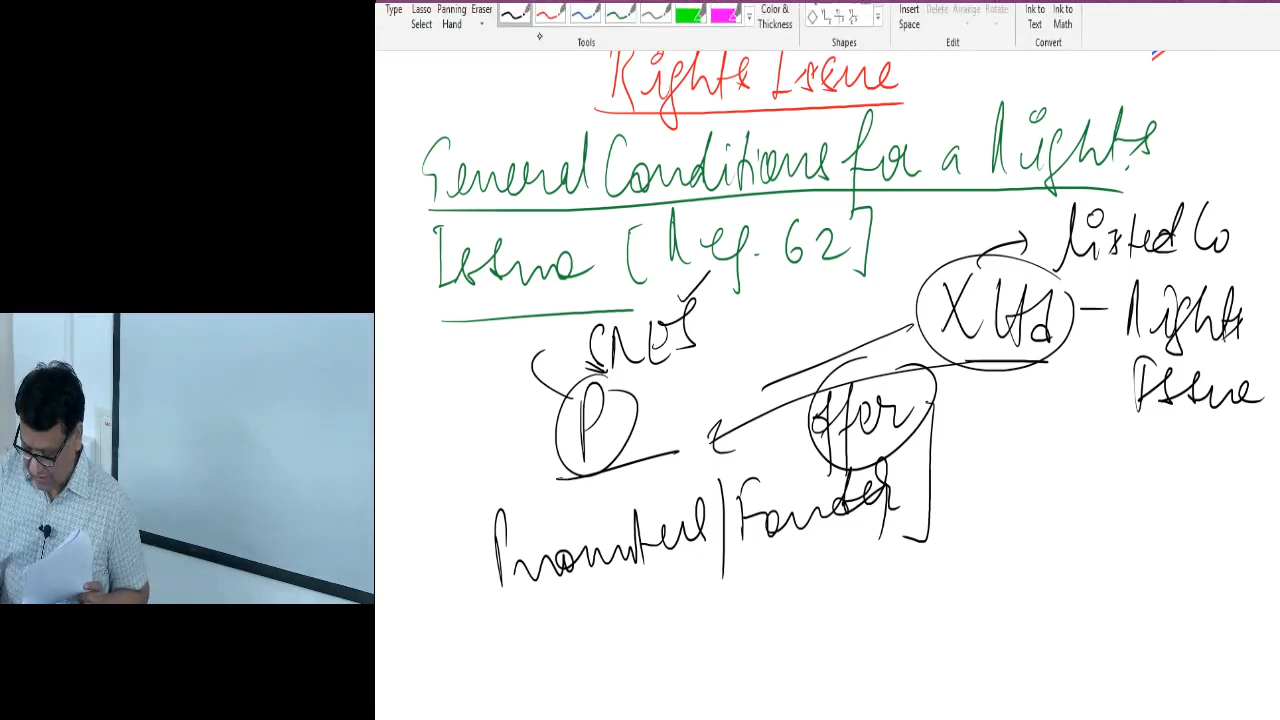 Type
Lasso Select
Panning Hand
Eraser
Tools
Color & Thickness
Shapes
Insert Space
Delete
Arrange
Rotate
Edit
Ink to Text
Ink to Math
Convert
Rights Issue
General Conditions for a Rights
Issue [Reg. 62]
Listed Co
X Ltd - Rights
Issue
P
offer
Promoters/Founder